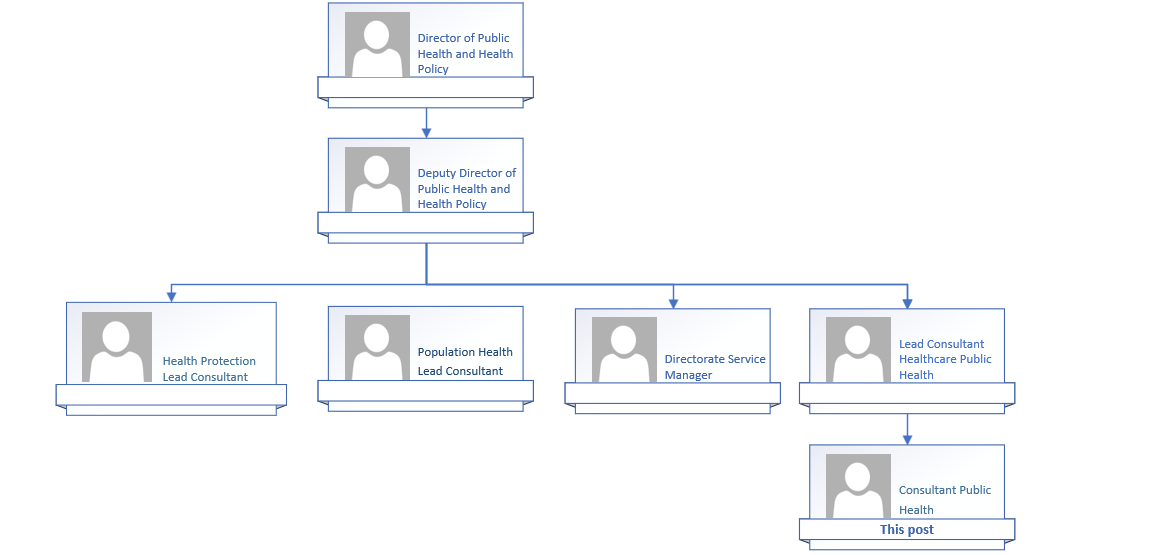 Director of Public
Health and Health
Policy
Deputy Director of
Public Health and
Health Policy
Health Protection
Lead Consultant
Population Health
Lead Consultant
Directorate Service
Manager
Lead Consultant
Healthcare Public
Health
Consultant Public
Health
This post